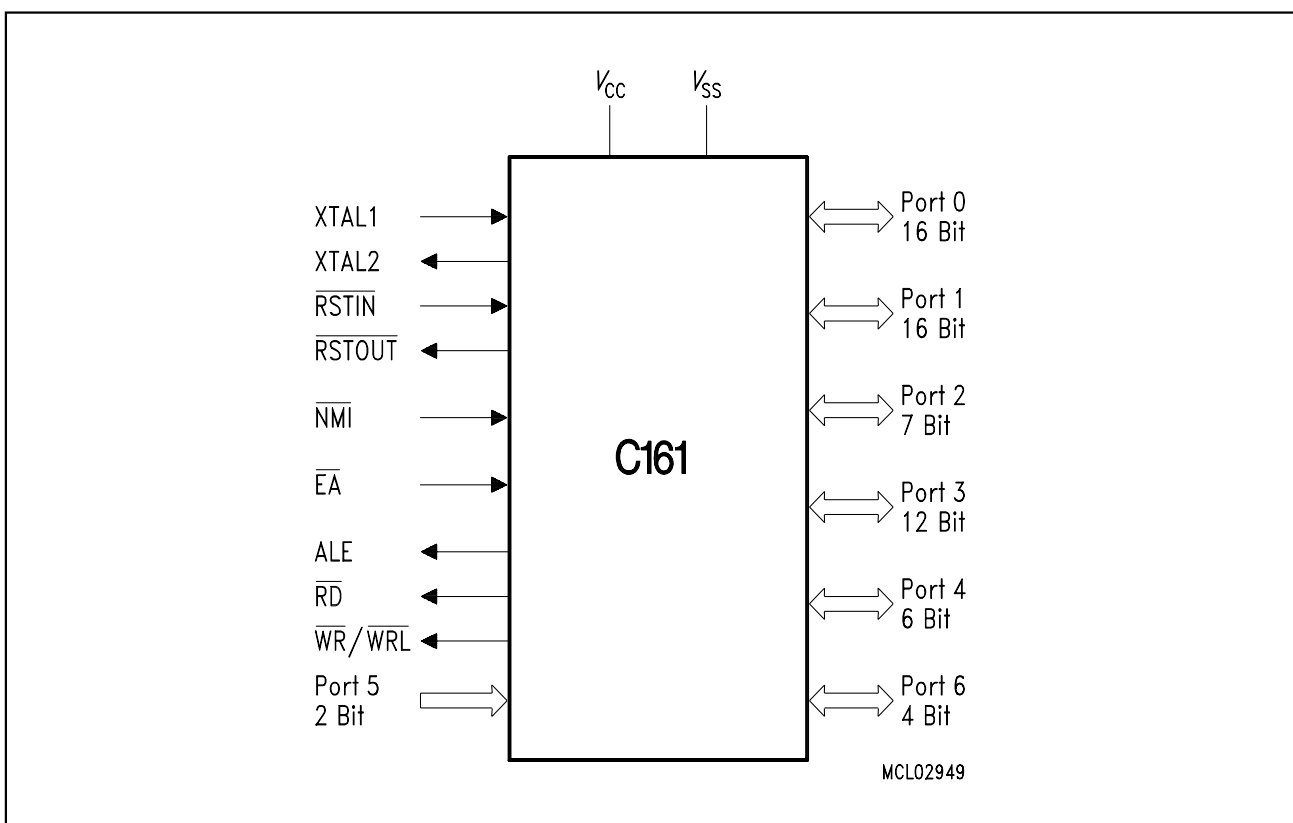 VCC
VSS
XTAL1
XTAL2
RSTIN
RSTOUT
NMI
EA
ALE
RD
WR/WRL
Port 5
2 Bit
C161
Port 0
16 Bit
Port 1
16 Bit
Port 2
7 Bit
Port 3
12 Bit
Port 4
6 Bit
Port 6
4 Bit
MCL02949